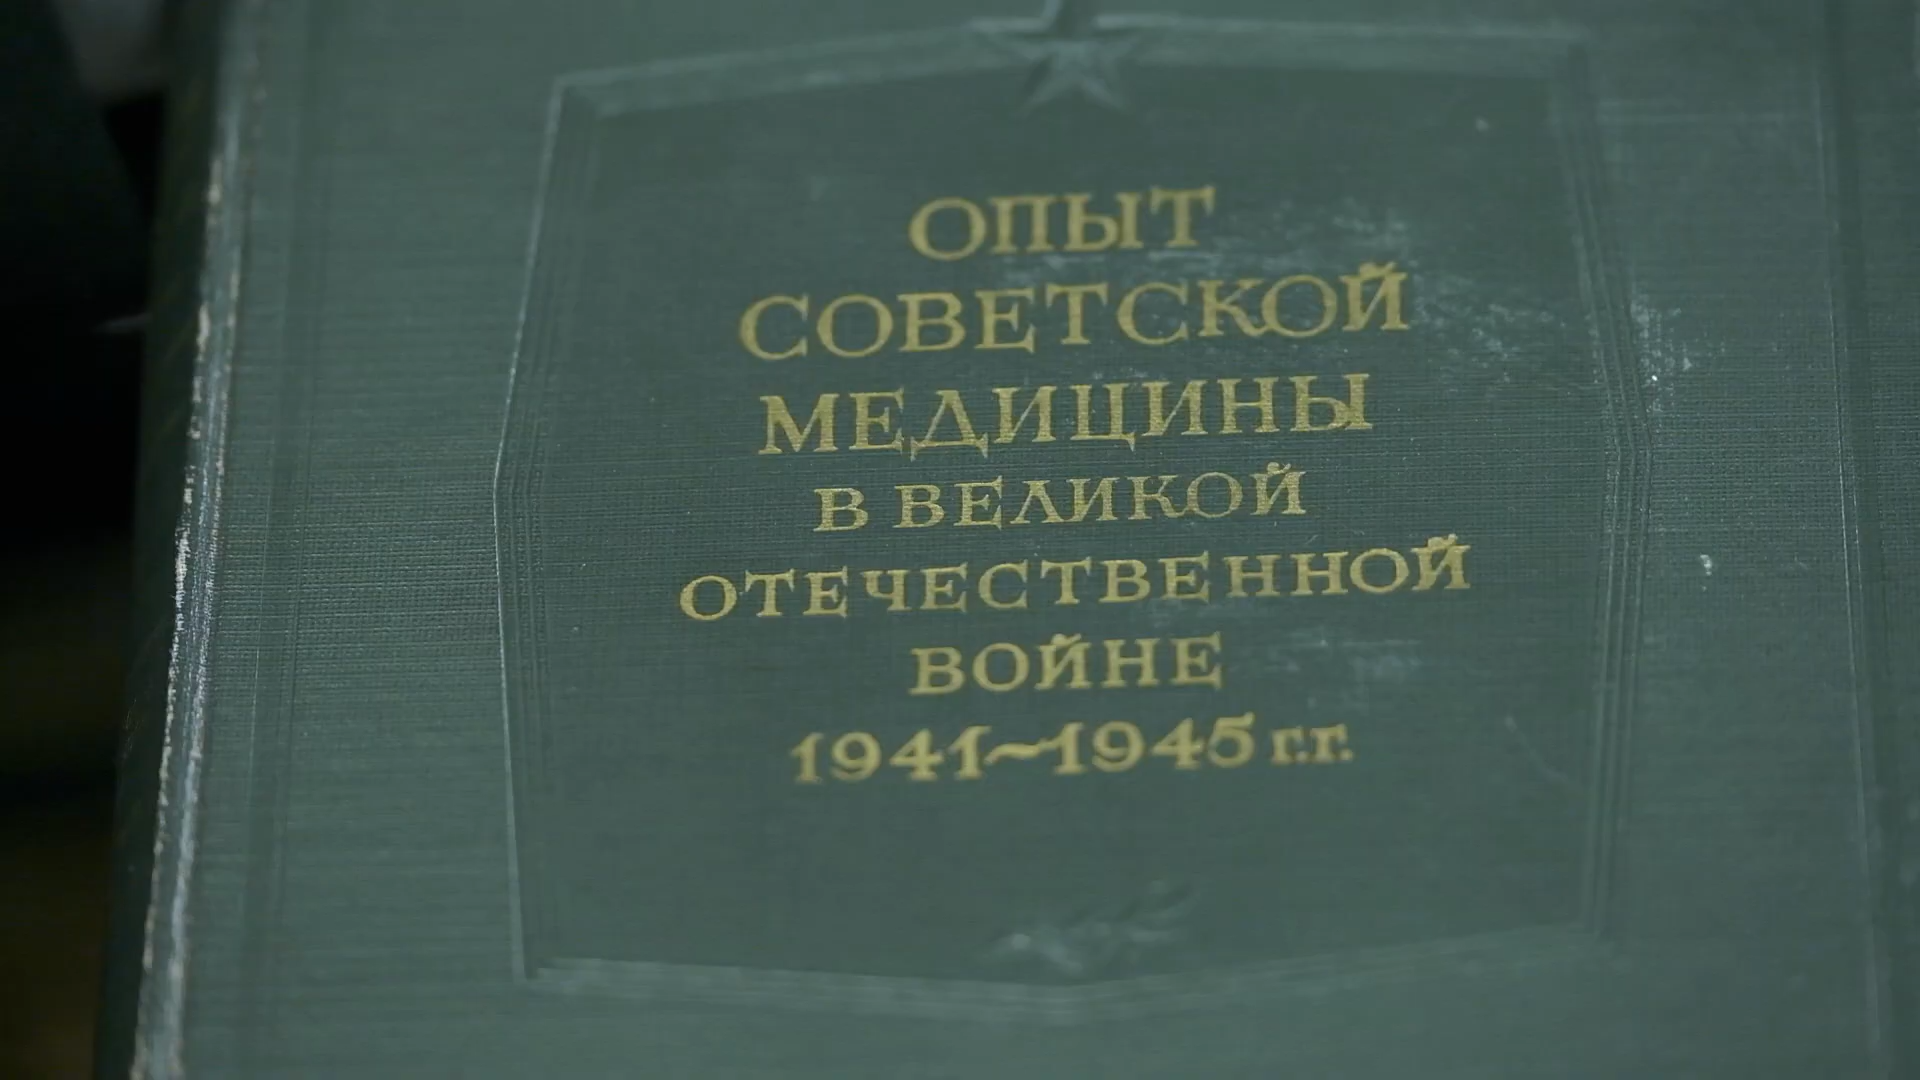 ОПЫТ
СОВЕТСКОЙ
МЕДИЦИНЫ
В ВЕЛИКОЙ
ОТЕЧЕСТВЕННОЙ
ВОЙНЕ
1941~1945 г.г.